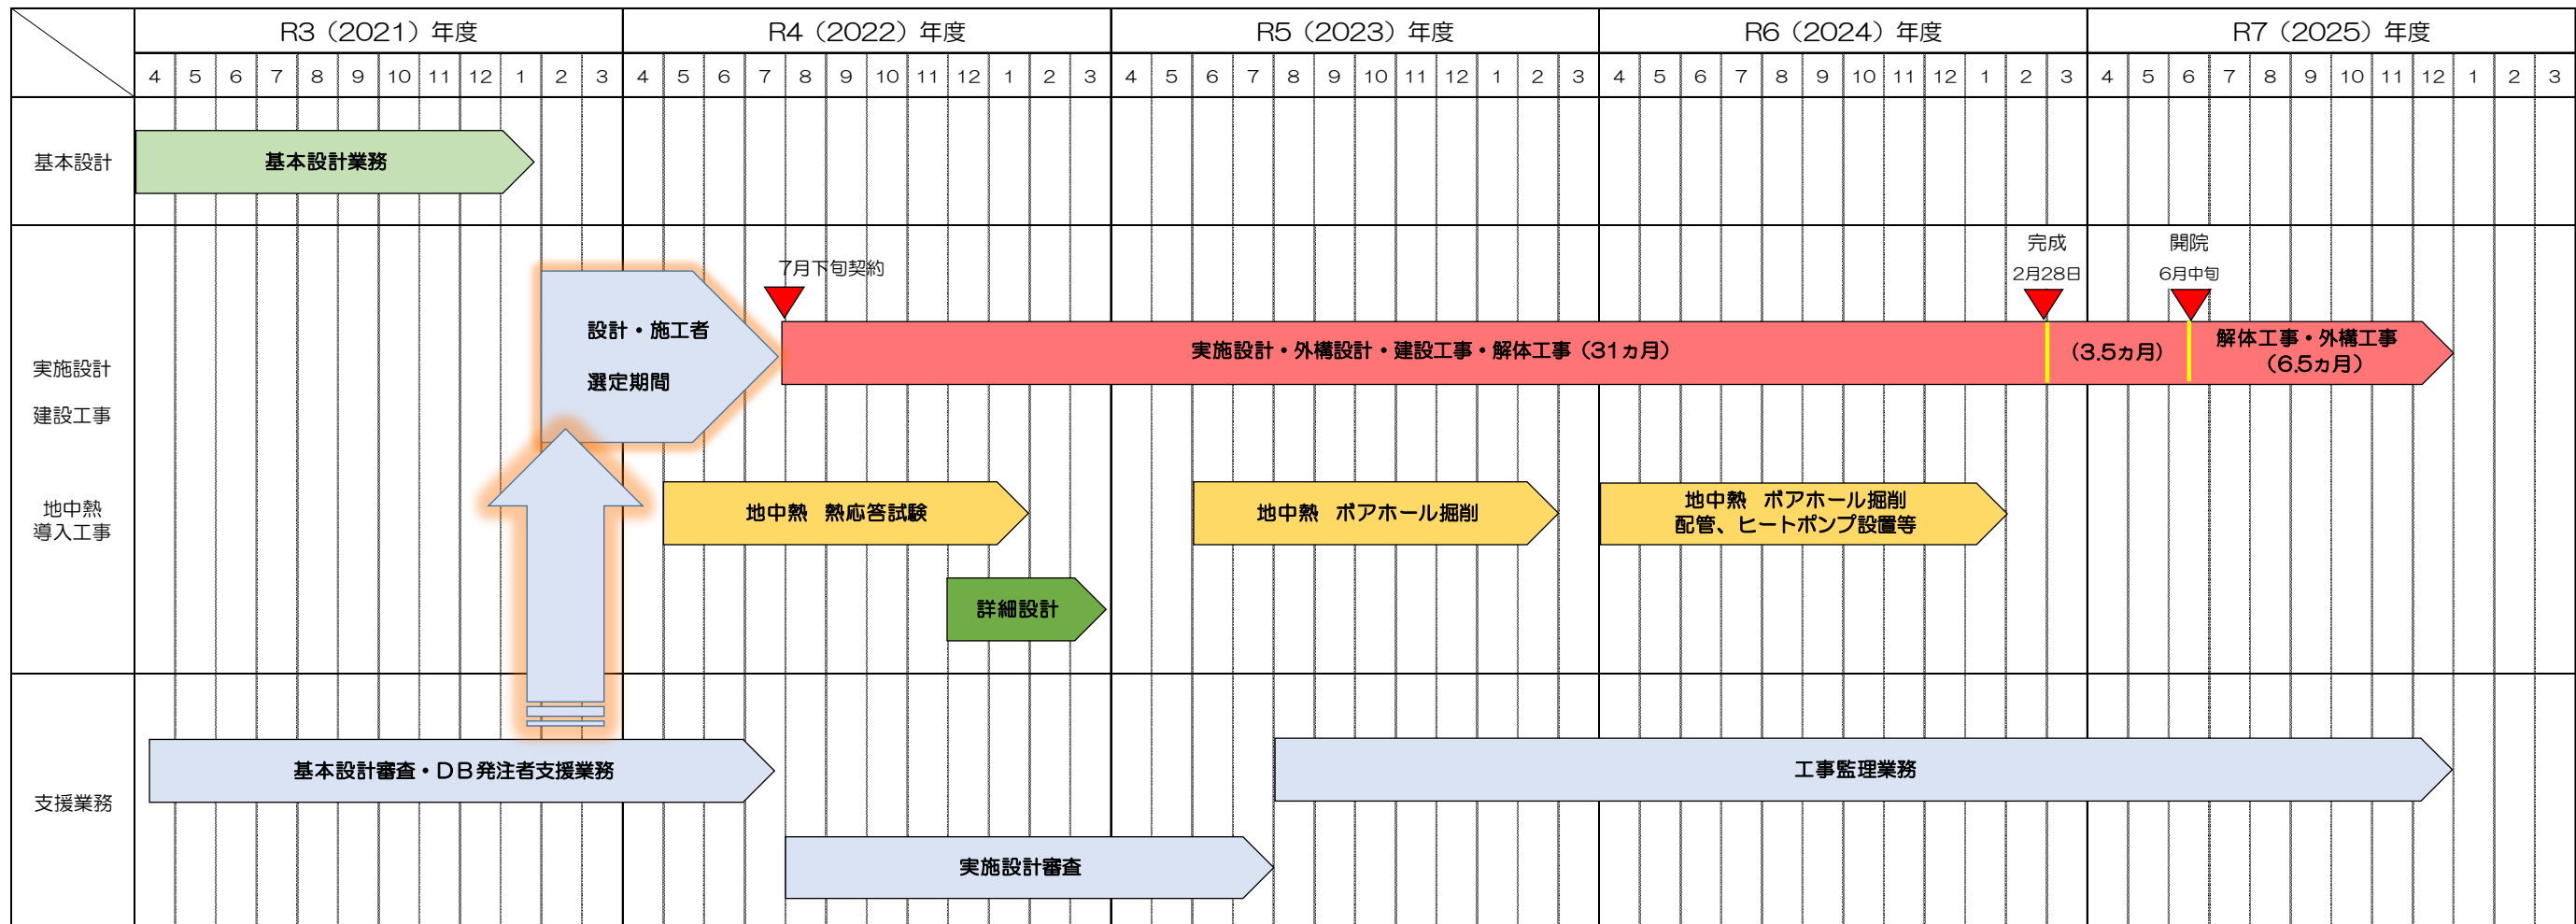 R3（2021）年度 R4（2022）年度 R5（2023）年度 R6（2024）年度 R7（2025）年度
4 5 6 7 8 9 10 11 12 1 2 3 4 5 6 7 8 9 10 11 12 1 2 3 4 5 6 7 8 9 10 11 12 1 2 3 4 5 6 7 8 9 10 11 12 1 2 3 4 5 6 7 8 9 10 11 12 1 2 3
基本設計
基本設計業務
実施設計
建設工事
地中熱
導入工事
設計・施工者
選定期間
7月下旬契約
完成
2月28日
開院
6月中旬
実施設計・外構設計・建設工事・解体工事（31ヵ月）
（3.5ヵ月）
解体工事・外構工事
（6.5ヵ月）
地中熱 熱応答試験
地中熱 ボアホール掘削
地中熱 ボアホール掘削
配管、ヒートポンプ設置等
詳細設計
支援業務
基本設計審査・ＤＢ発注者支援業務
工事監理業務
実施設計審査